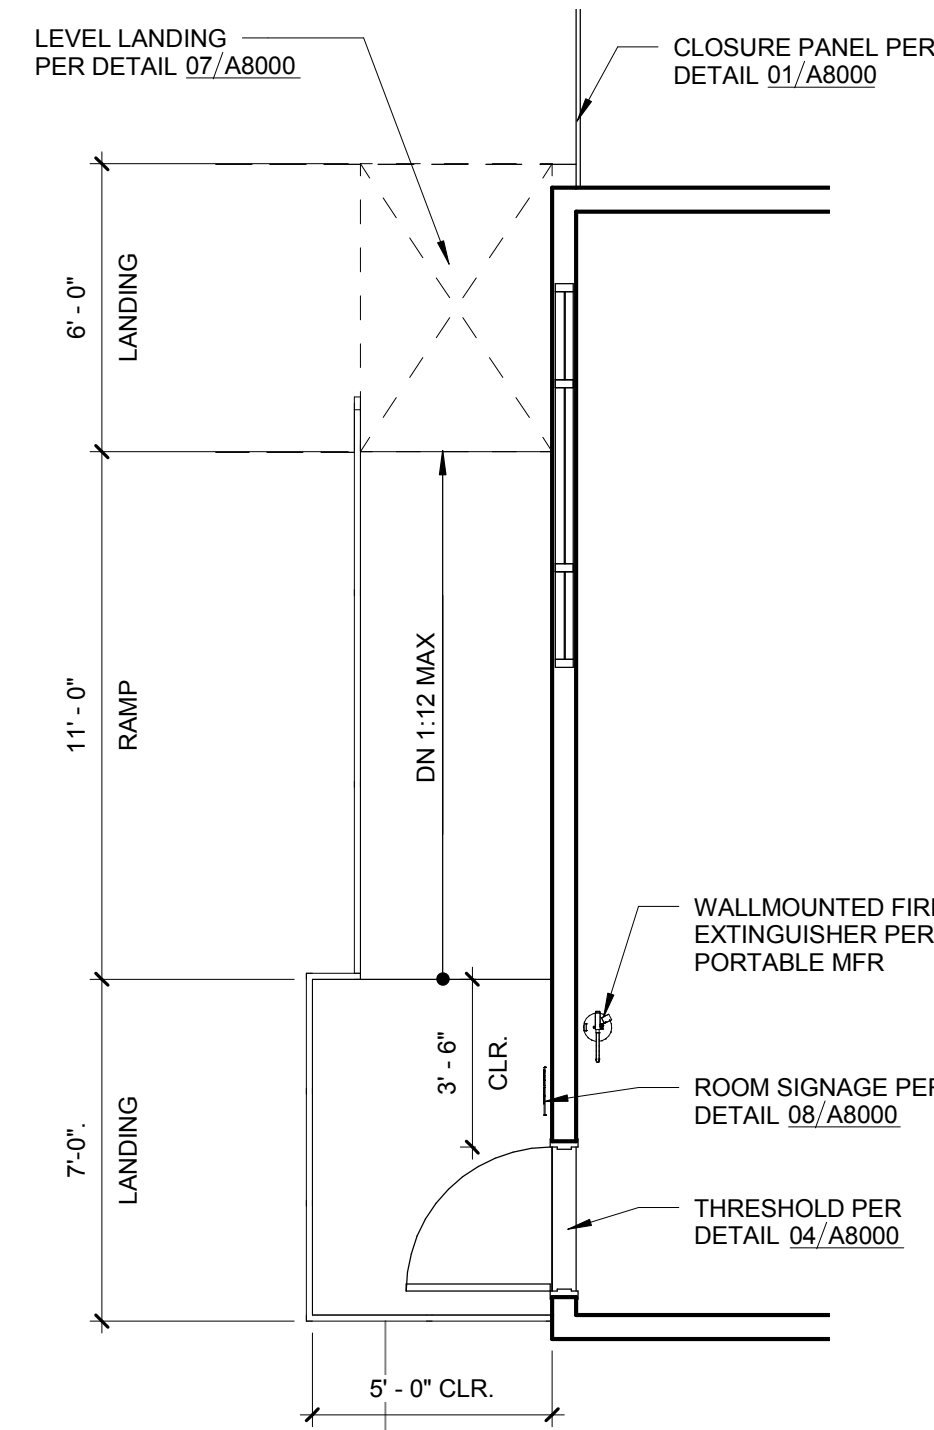 LEVEL LANDING
PER DETAIL 07/A8000
CLOSURE PANEL PER
DETAIL 01/A8000
6' - 0"
LANDING
11' - 0"
RAMP
DN 1:12 MAX
WALLMOUNTED FIR
EXTINGUISHER PER
PORTABLE MFR
3' - 6"
CLR.
ROOM SIGNAGE PER
DETAIL 08/A8000
7'-0".
LANDING
THRESHOLD PER
DETAIL 04/A8000
5' - 0" CLR.